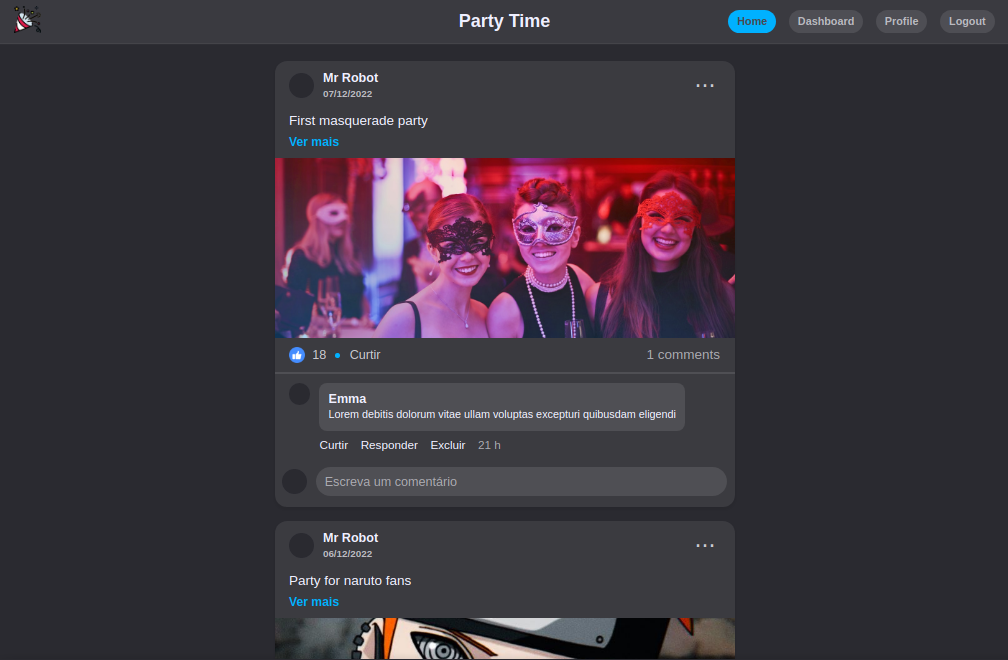 Party Time
Home Dashboard Profile Logout
Mr Robot
07/12/2022
First masquerade party
Ver mais
18 Curtir 1 comments
Emma
Lorem debitis dolorum vitae ullam voluptas excepturi quibusdam eligendi
Curtir Responder Excluir 21 h
Escreva um comentário
Mr Robot
06/12/2022
Party for naruto fans
Ver mais